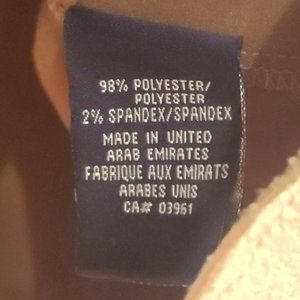 98% POLYESTER/
POLYESTER
2% SPANDEX/SPANDEX
MADE IN UNITED
ARAB EMIRATES
FABRIQUE AUX EMIRATS
ARABES UNIS
CA# 03961